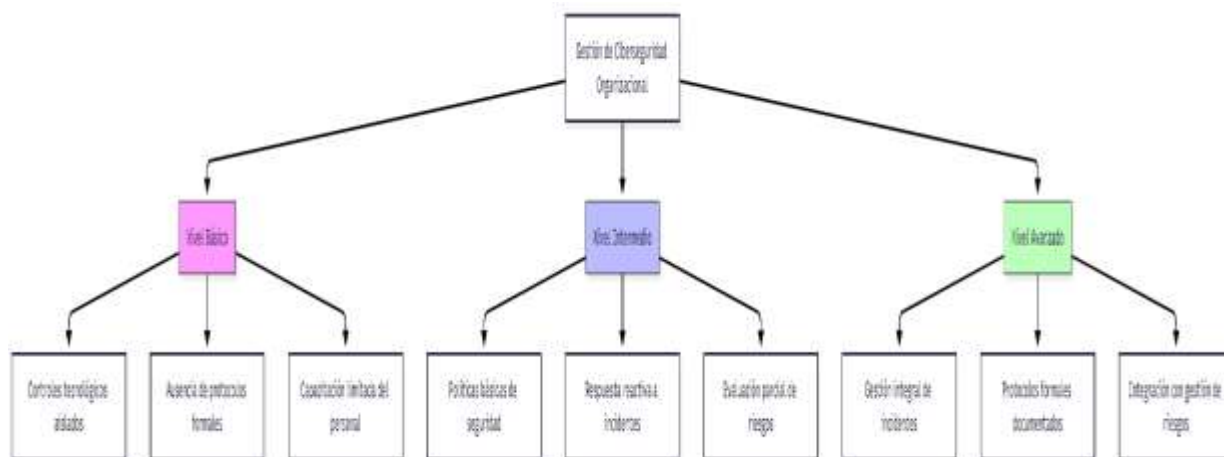 Gestión de Ciberseguridad
Organizacional
Nivel Básico
Nivel Intermedio
Nivel Avanzado
Controles tecnológicos
aislados
Ausencia de protocolos
formales
Capacitación limitada del
personal
Políticas básicas de
seguridad
Respuesta reactiva a
incidentes
Evaluación parcial de
riesgos
Gestión integral de
incidentes
Protocolos formales
documentados
Integración con gestión de
riesgos